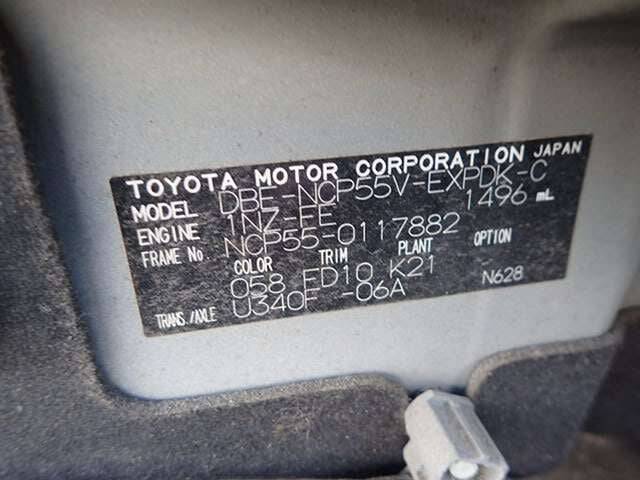 TOYOTA MOTOR CORPORATION JAPAN
MODEL DBE-NCP55V-EXPDK-C
ENGINE 1NZ-FE 1496 mL
FRAME No NCP55-0117882
COLOR TRIM PLANT OPTION
058 FD10 K21 N628
TRANS./AXLE U340F -06A